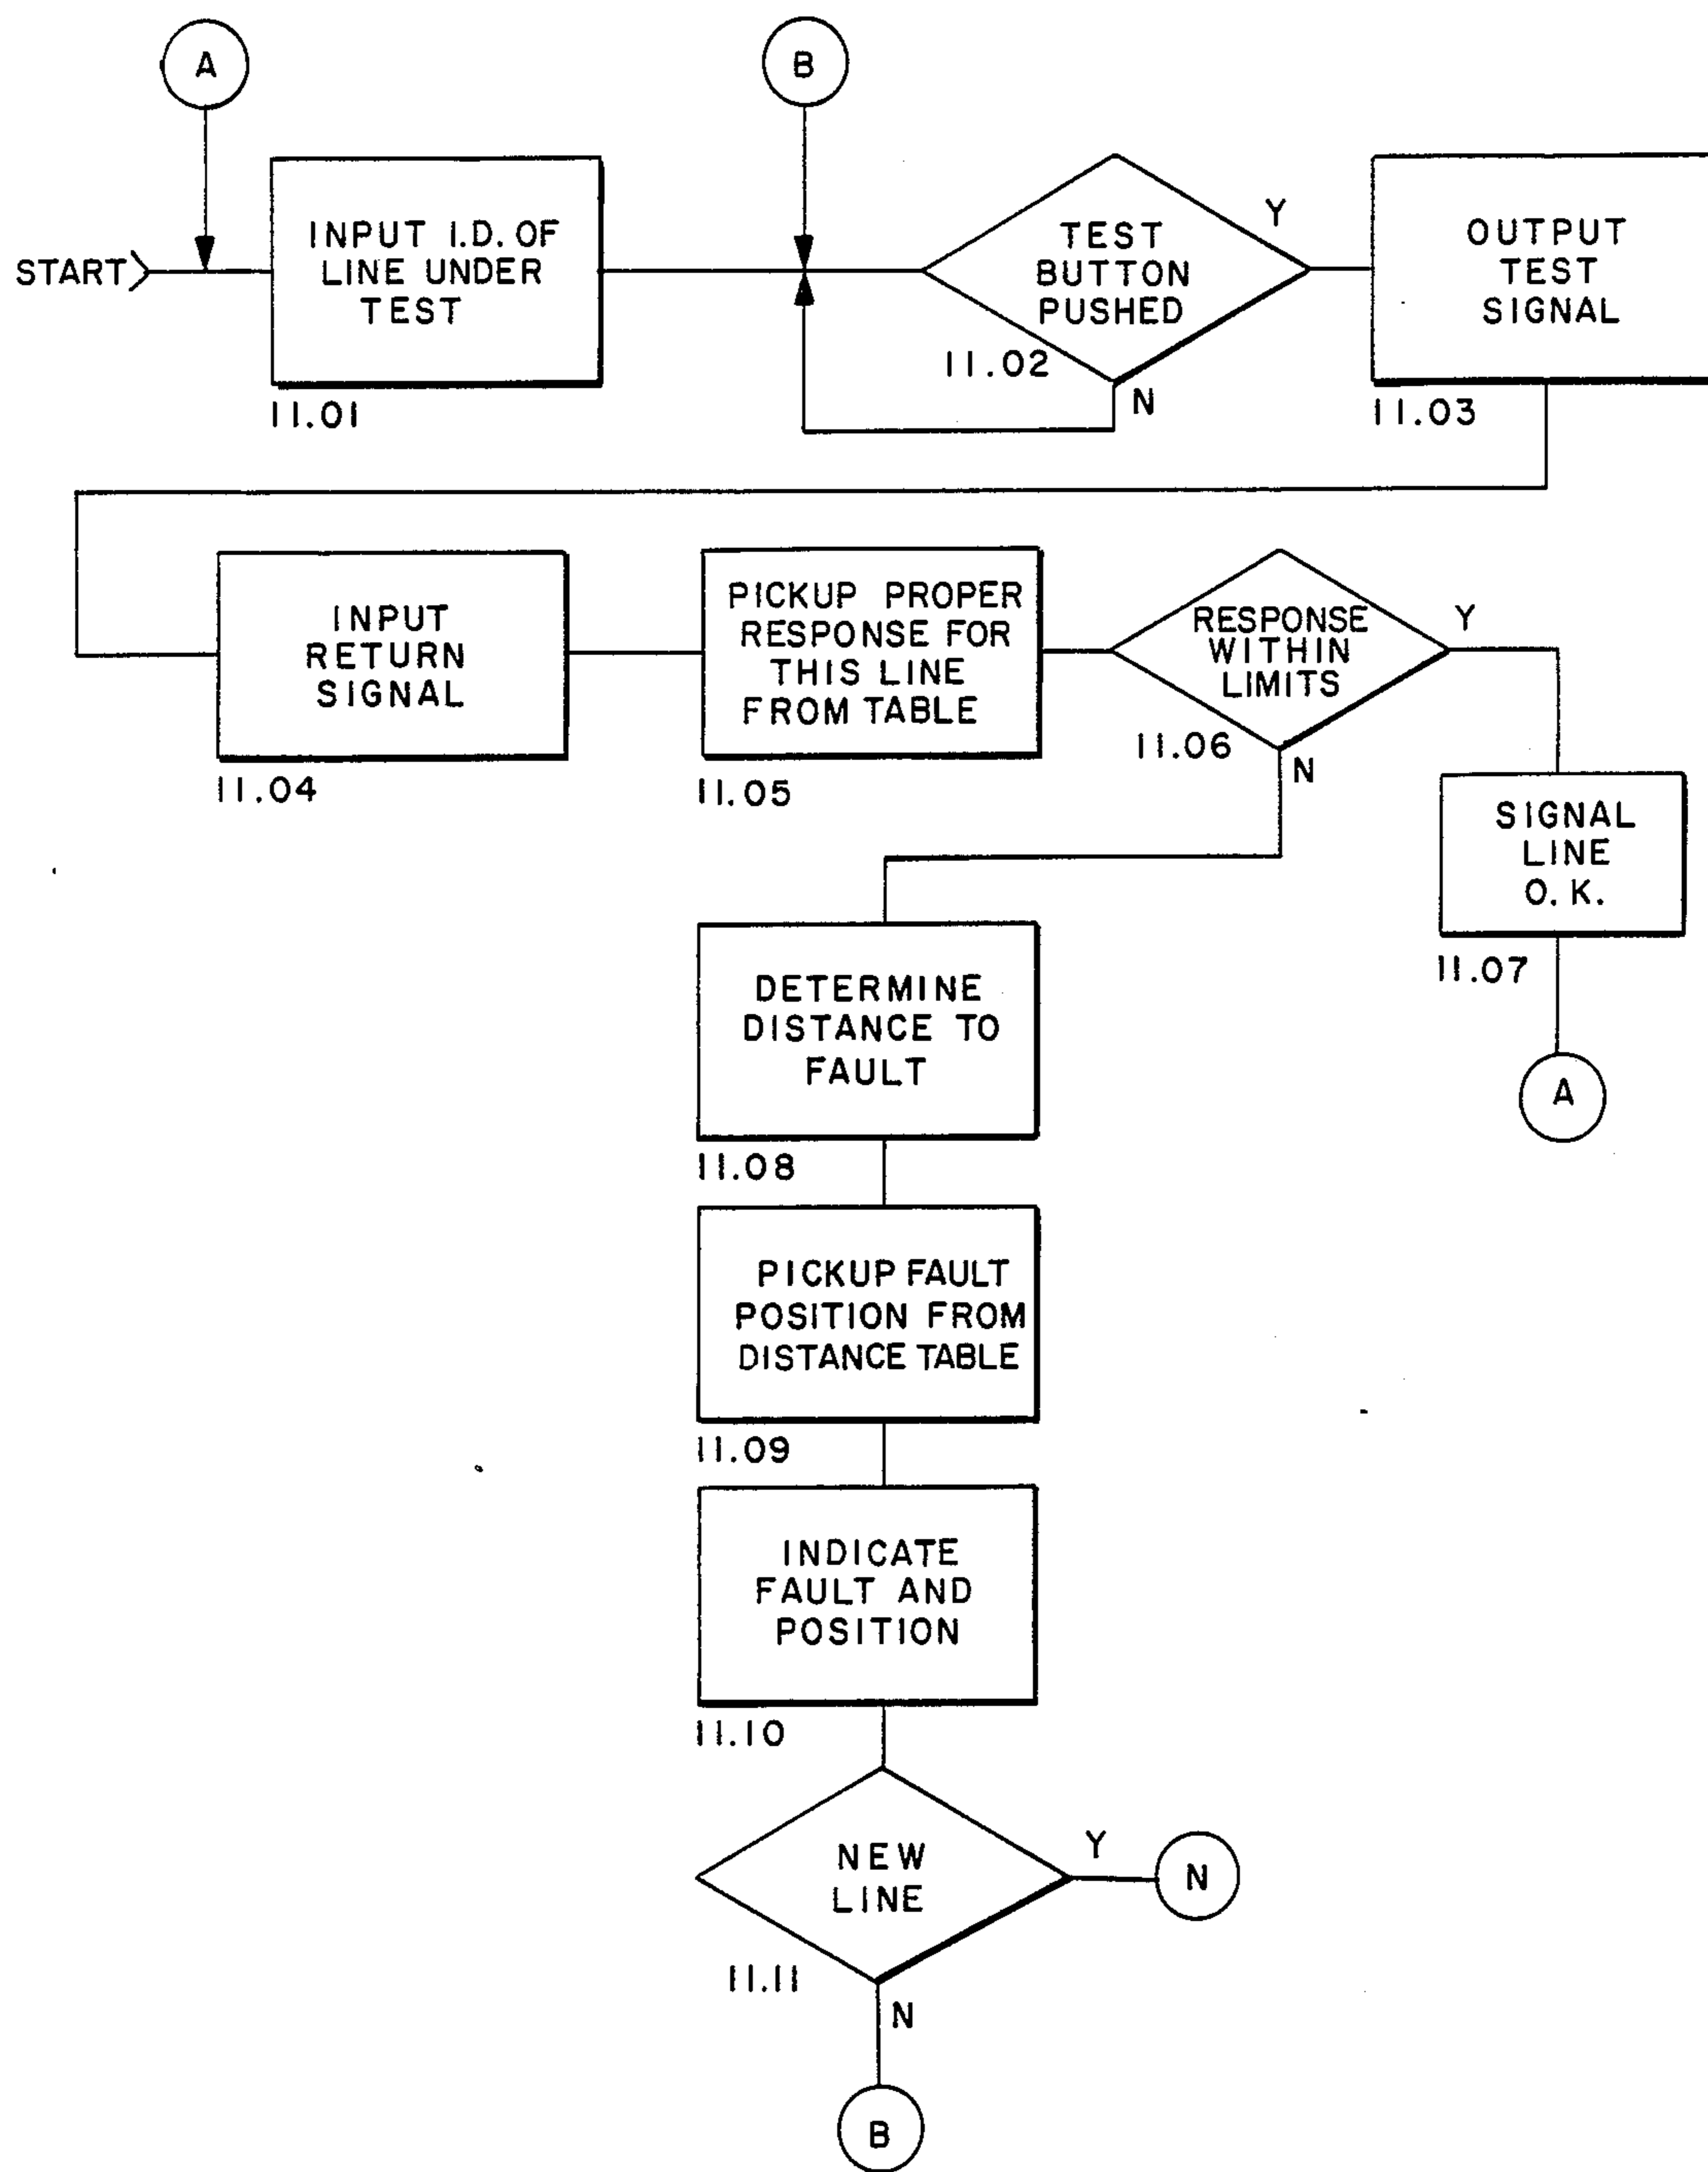 A
B
START
INPUT I.D. OF
LINE UNDER
TEST
11.01
TEST
BUTTON
PUSHED
Y
N
11.02
OUTPUT
TEST
SIGNAL
11.03
INPUT
RETURN
SIGNAL
11.04
PICKUP PROPER
RESPONSE FOR
THIS LINE
FROM TABLE
11.05
RESPONSE
WITHIN
LIMITS
Y
N
11.06
SIGNAL
LINE
O. K.
11.07
A
DETERMINE
DISTANCE TO
FAULT
11.08
PICKUP FAULT
POSITION FROM
DISTANCE TABLE
11.09
INDICATE
FAULT AND
POSITION
11.10
NEW
LINE
Y
N
11.11
N
B